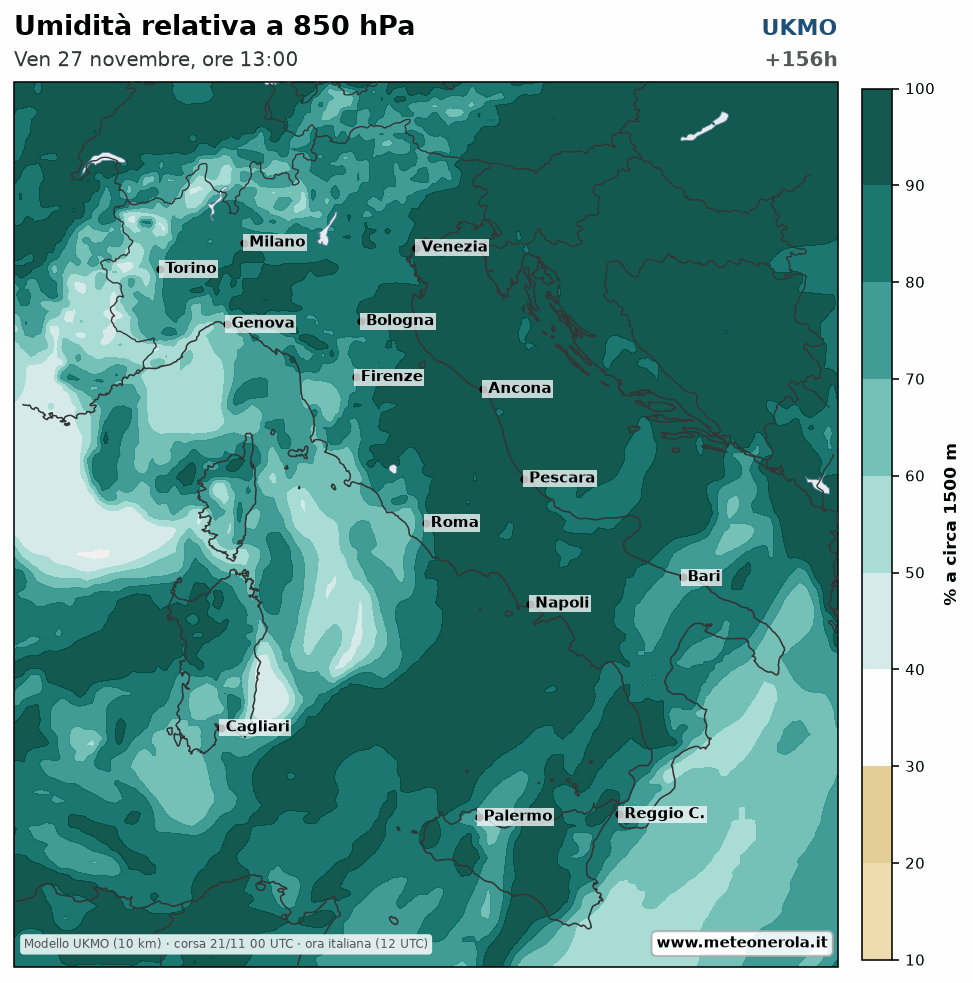 Umidità relativa a 850 hPa
UKMO
Ven 27 novembre, ore 13:00
+156h
100
90
80
70
60
50
40
30
20
10
% a circa 1500 m
Milano
Venezia
Torino
Genova
Bologna
Firenze
Ancona
Pescara
Roma
Bari
Napoli
Cagliari
Palermo
Reggio C.
Modello UKMO (10 km) · corsa 21/11 00 UTC · ora italiana (12 UTC)
www.meteonerola.it